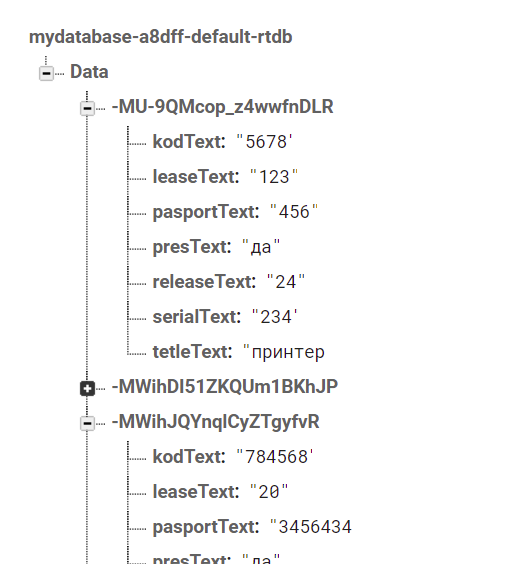 mydatabase-a8dff-default-rtdb
Data
-MU-9QMcop_z4wwfnDLR
kodText: "5678'
leaseText: "123"
pasportText: "456"
presText: "да"
releaseText: "24"
serialText: "234'
tetleText: "принтер
-MWihDI51ZKQUm1BKhJP
-MWihJQYnqlCyZTgyfvR
kodText: "784568'
leaseText: "20"
pasportText: "3456434
presText: "да"